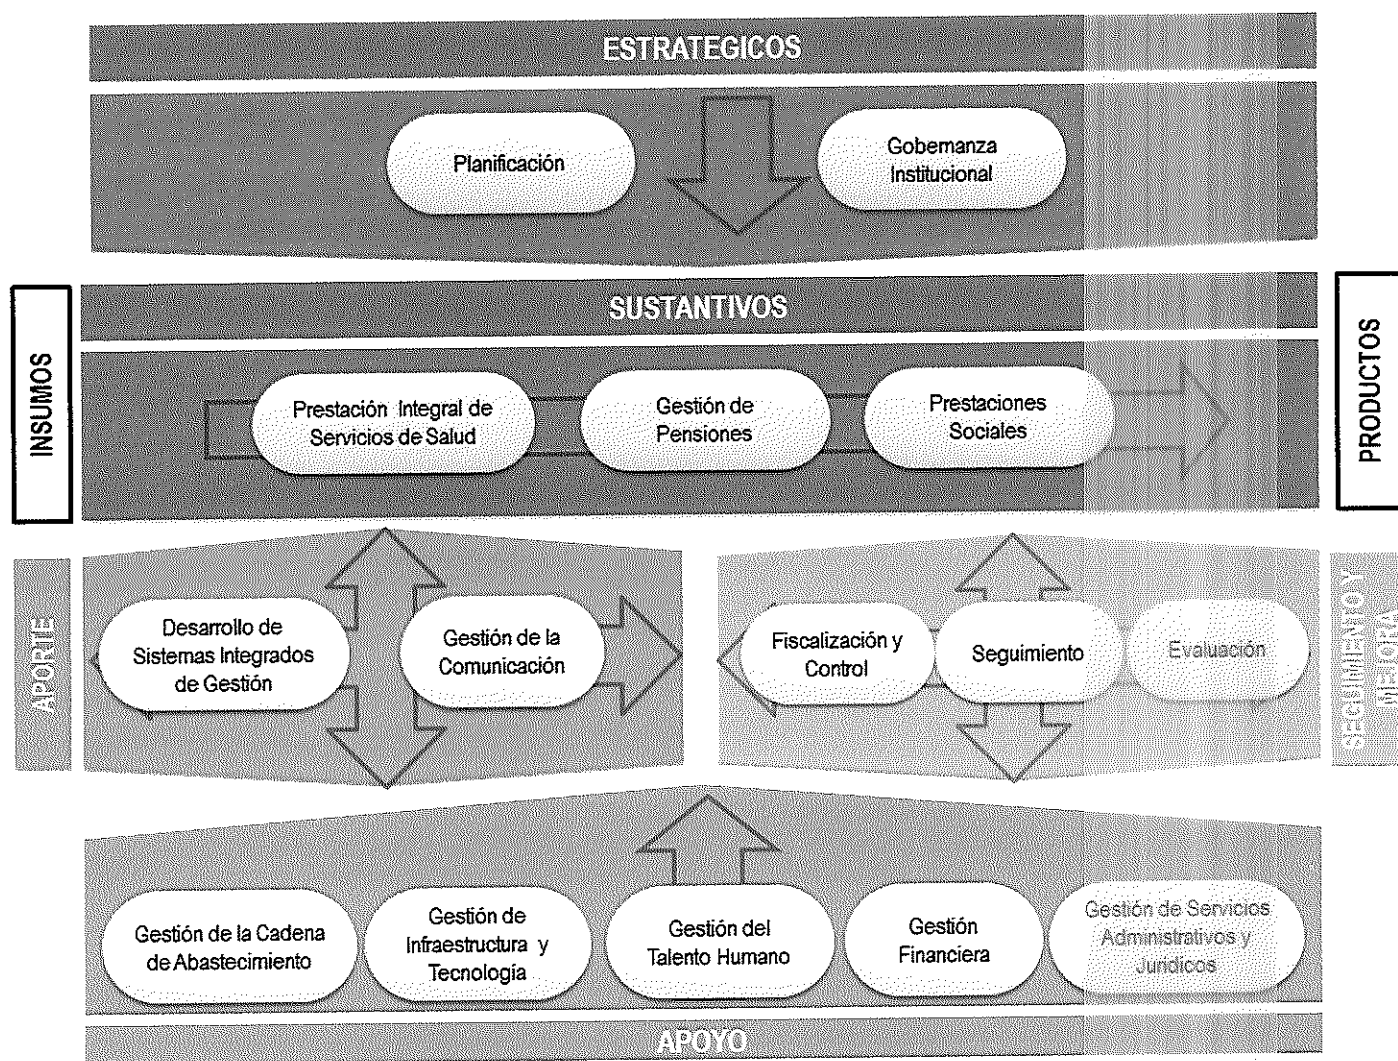 ESTRATEGICOS
Planificación
Gobernanza
Institucional
SUSTANTIVOS
INSUMOS
Prestación Integral de
Servicios de Salud
Gestión de
Pensiones
Prestaciones
Sociales
PRODUCTOS
APORTE
Desarrollo de
Sistemas Integrados
de Gestión
Gestión de la
Comunicación
Fiscalización y
Control
Seguimiento
Evaluación
SEGUIMIENTO Y
MEJORA
Gestión de la Cadena
de Abastecimiento
Gestión de
Infraestructura y
Tecnología
Gestión del
Talento Humano
Gestión
Financiera
Gestión de Servicios
Administrativos y
Jurídicos
APOYO